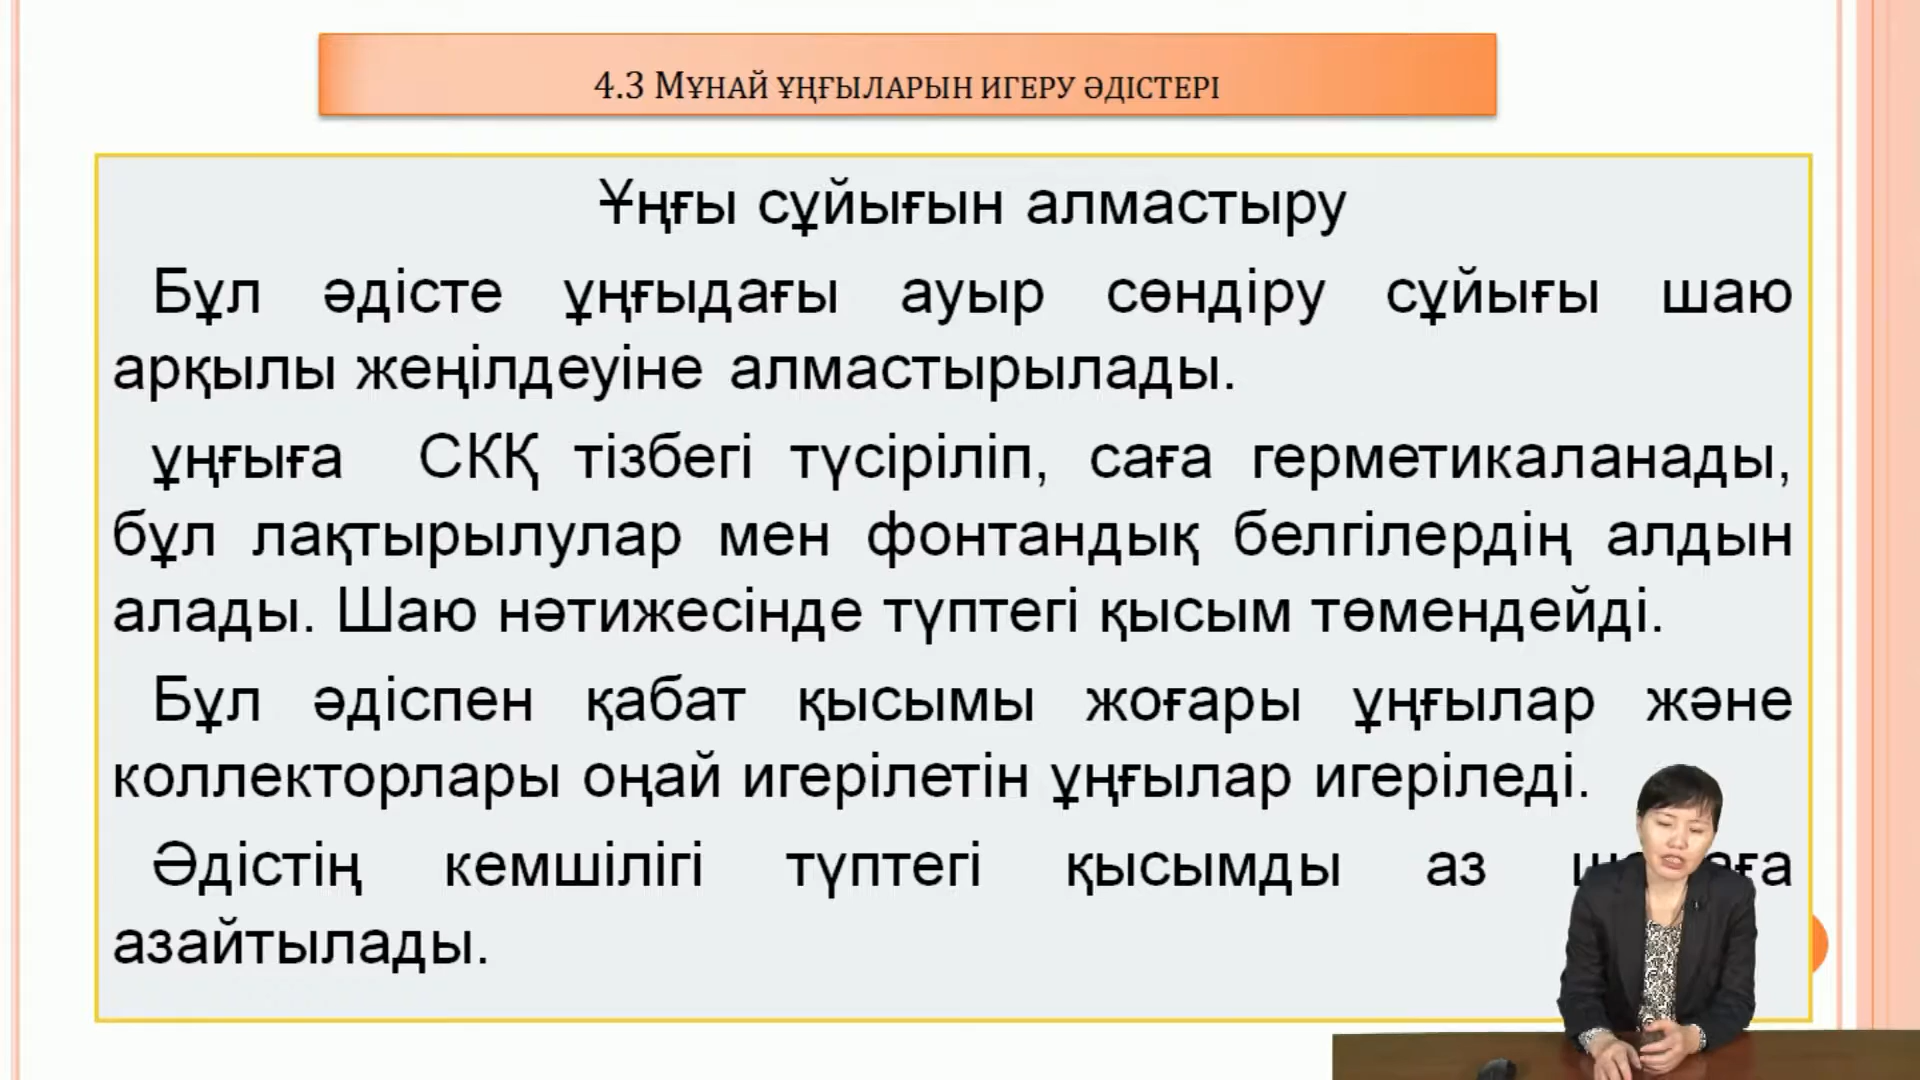 4.3 МҰНАЙ ҰҢҒЫЛАРЫН ИГЕРУ ӘДІСТЕРІ
Ұңғы сұйығын алмастыру
Бұл әдісте ұңғыдағы ауыр сөндіру сұйығы шаю
арқылы жеңілдеуіне алмастырылады.
ұңғыға СКҚ тізбегі түсіріліп, саға герметикаланады,
бұл лақтырылулар мен фонтандық белгілердің алдын
алады. Шаю нәтижесінде түптегі қысым төмендейді.
Бұл әдіспен қабат қысымы жоғары ұңғылар және
коллекторлары оңай игерілетін ұңғылар игеріледі.
Әдістің кемшілігі түптегі қысымды аз
азайтылады.